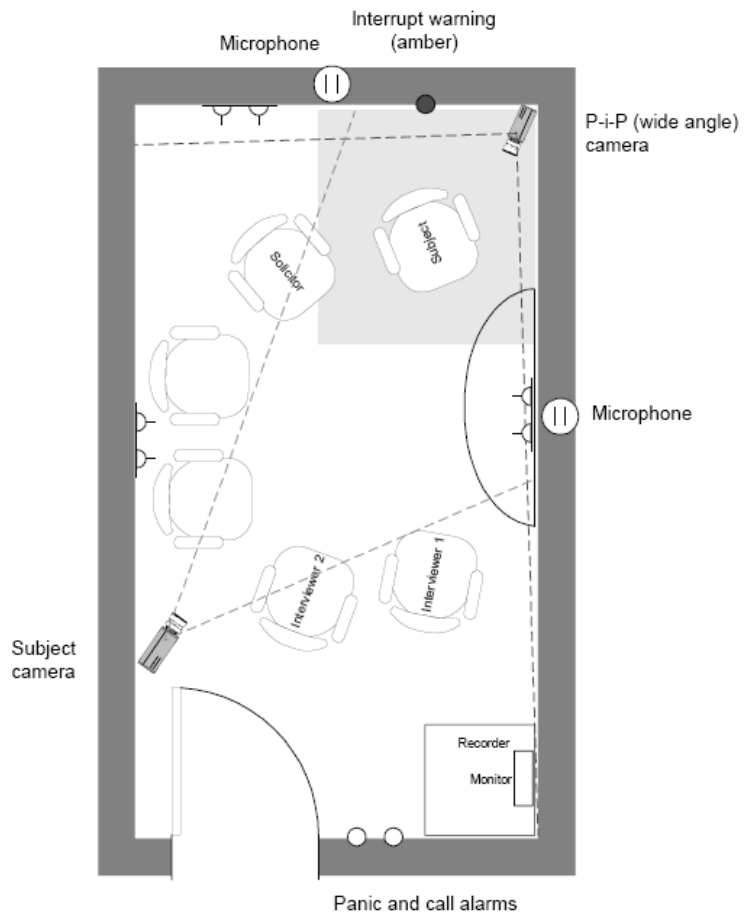 Interrupt warning
(amber)
Microphone
P-i-P (wide angle)
camera
Subject
Solicitor
Microphone
Interviewer 1
Interviewer 2
Subject
camera
Recorder
Monitor
Panic and call alarms